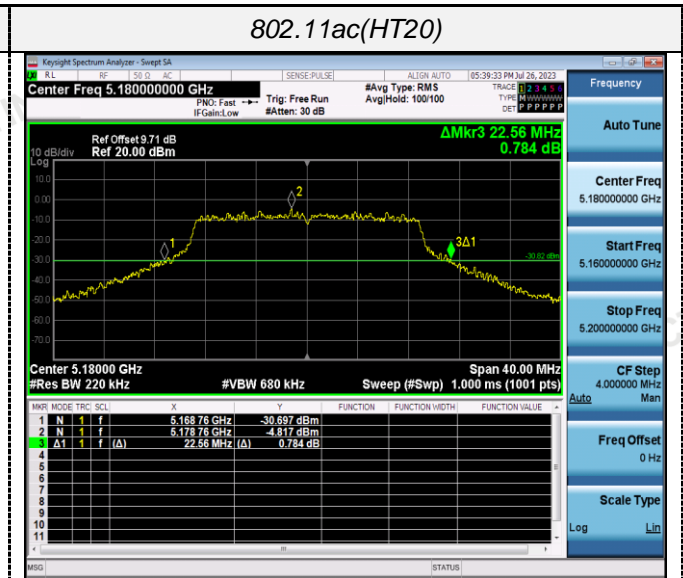 802.11ac(HT20)
Keysight Spectrum Analyzer - Swept SA
RL RF 50 Ω AC SENSE:PULSE ALIGN AUTO 05:39:33 PM Jul 26, 2023
Center Freq 5.180000000 GHz
PNO: Fast
IFGain:Low
Trig: Free Run
#Atten: 30 dB
#Avg Type: RMS
Avg|Hold: 100/100
TRACE 1 2 3 4 5 6
TYPE M WWWWW
DET P P P P P P
Ref Offset 9.71 dB
10 dB/div Ref 20.00 dBm
ΔMkr3 22.56 MHz
0.784 dB
Log
10.0
0.00
-10.0
-20.0
-30.0
-40.0
-50.0
-60.0
-70.0
1
2
3Δ1
-30.82 dBm
Center 5.18000 GHz Span 40.00 MHz
#Res BW 220 kHz #VBW 680 kHz Sweep (#Swp) 1.000 ms (1001 pts)
MKR MODE TRC SCL X Y FUNCTION FUNCTION WIDTH FUNCTION VALUE
1 N 1 f 5.168 76 GHz -30.697 dBm
2 N 1 f 5.178 76 GHz -4.817 dBm
3 Δ1 1 f (Δ) 22.56 MHz (Δ) 0.784 dB
4
5
6
7
8
9
10
11
MSG STATUS
Frequency
Auto Tune
Center Freq
5.180000000 GHz
Start Freq
5.160000000 GHz
Stop Freq
5.200000000 GHz
CF Step
4.000000 MHz
Auto Man
Freq Offset
0 Hz
Scale Type
Log Lin